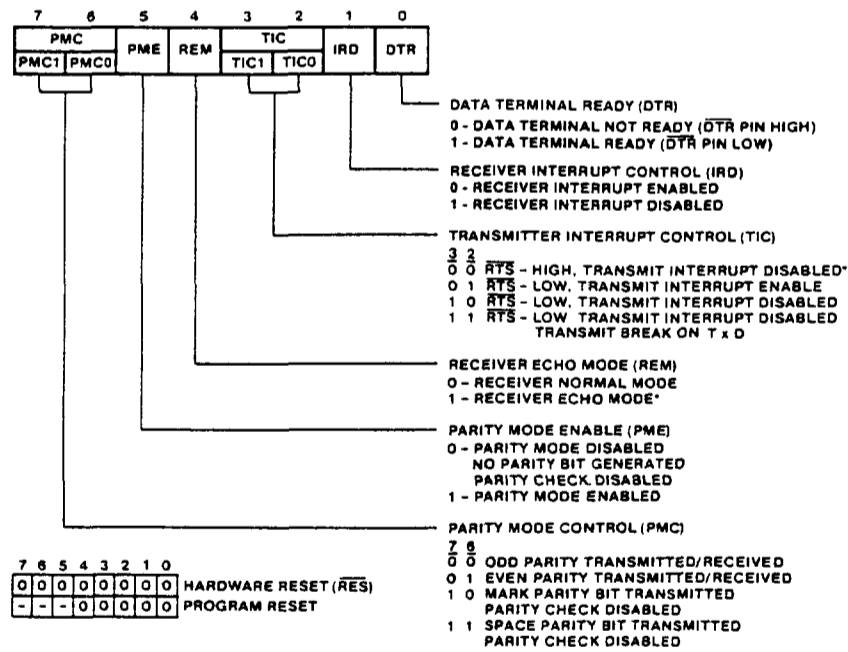 7 6 5 4 3 2 1 0
PMC PME REM TIC IRD DTR
PMC1 PMC0 TIC1 TIC0
DATA TERMINAL READY (DTR)
0 - DATA TERMINAL NOT READY (DTR PIN HIGH)
1 - DATA TERMINAL READY (DTR PIN LOW)
RECEIVER INTERRUPT CONTROL (IRD)
0 - RECEIVER INTERRUPT ENABLED
1 - RECEIVER INTERRUPT DISABLED
TRANSMITTER INTERRUPT CONTROL (TIC)
3 2
0 0 RTS - HIGH, TRANSMIT INTERRUPT DISABLED*
0 1 RTS - LOW, TRANSMIT INTERRUPT ENABLE
1 0 RTS - LOW, TRANSMIT INTERRUPT DISABLED
1 1 RTS - LOW TRANSMIT INTERRUPT DISABLED
TRANSMIT BREAK ON T x D
RECEIVER ECHO MODE (REM)
0 - RECEIVER NORMAL MODE
1 - RECEIVER ECHO MODE*
PARITY MODE ENABLE (PME)
0 - PARITY MODE DISABLED
NO PARITY BIT GENERATED
PARITY CHECK DISABLED
1 - PARITY MODE ENABLED
PARITY MODE CONTROL (PMC)
7 6
0 0 ODD PARITY TRANSMITTED/RECEIVED
0 1 EVEN PARITY TRANSMITTED/RECEIVED
1 0 MARK PARITY BIT TRANSMITTED
PARITY CHECK DISABLED
1 1 SPACE PARITY BIT TRANSMITTED
PARITY CHECK DISABLED
7 6 5 4 3 2 1 0
0 0 0 0 0 0 0 0 HARDWARE RESET (RES)
- - - 0 0 0 0 0 PROGRAM RESET